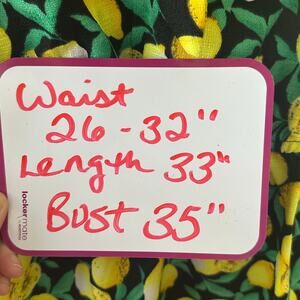 Waist
26 - 32"
Length 33"
Bust 35"
lockermate